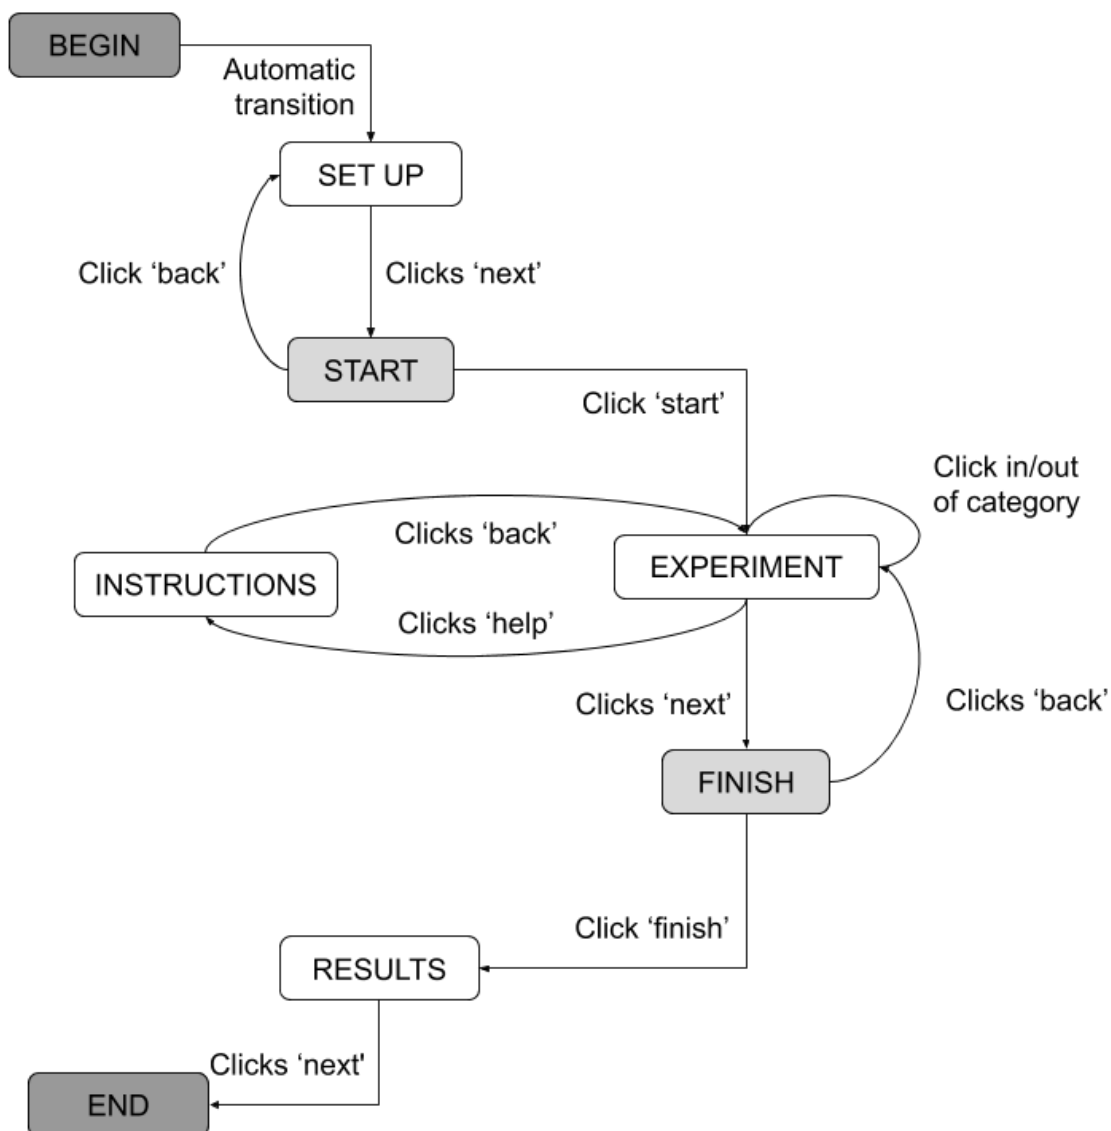 BEGIN
Automatic
transition
SET UP
Click ‘back’
Clicks ‘next’
START
Click ‘start’
Click in/out
of category
Clicks ‘back’
EXPERIMENT
INSTRUCTIONS
Clicks ‘help’
Clicks ‘next’
Clicks ‘back’
FINISH
Click ‘finish’
RESULTS
Clicks ‘next'
END